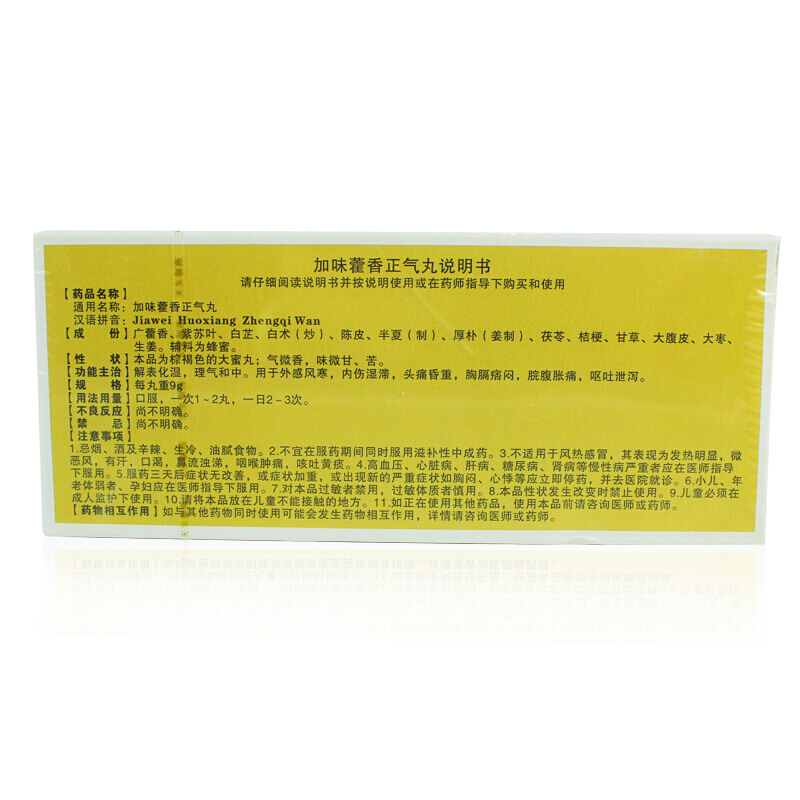 加味藿香正气丸说明书
请仔细阅读说明书并按说明使用或在药师指导下购买和使用
【药品名称】
通用名称：加味藿香正气丸
汉语拼音：Jiawei Huoxiang Zhengqi Wan
【成 份】广藿香、紫苏叶、白芷、白术（炒）、陈皮、半夏（制）、厚朴（姜制）、茯苓、桔梗、甘草、大腹皮、大枣、
生姜。辅料为蜂蜜。
【性 状】本品为棕褐色的大蜜丸；气微香，味微甘、苦。
【功能主治】解表化湿，理气和中。用于外感风寒，内伤湿滞，头痛昏重，胸膈痞闷，脘腹胀痛，呕吐泄泻。
【规 格】每丸重9g
【用法用量】口服，一次1～2丸，一日2～3次。
【不良反应】尚不明确。
【禁 忌】尚不明确。
【注意事项】
1.忌烟、酒及辛辣、生冷、油腻食物。2.不宜在服药期间同时服用滋补性中成药。3.不适用于风热感冒，其表现为发热明显，微
恶风，有汗，口渴，鼻流浊涕，咽喉肿痛，咳吐黄痰。4.高血压、心脏病、肝病、糖尿病、肾病等慢性病严重者应在医师指导
下服用。5.服药三天后症状无改善，或症状加重，或出现新的严重症状如胸闷、心悸等应立即停药，并去医院就诊。6.小儿、年
老体弱者、孕妇应在医师指导下服用。7.对本品过敏者禁用，过敏体质者慎用。8.本品性状发生改变时禁止使用。9.儿童必须在
成人监护下使用。10.请将本品放在儿童不能接触的地方。11.如正在使用其他药品，使用本品前请咨询医师或药师。
【药物相互作用】如与其他药物同时使用可能会发生药物相互作用，详情请咨询医师或药师。